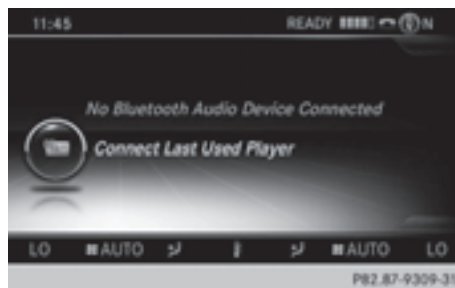 11:45 READY N
No Bluetooth Audio Device Connected
Connect Last Used Player
LO AUTO AUTO LO
P82.87-9309-31